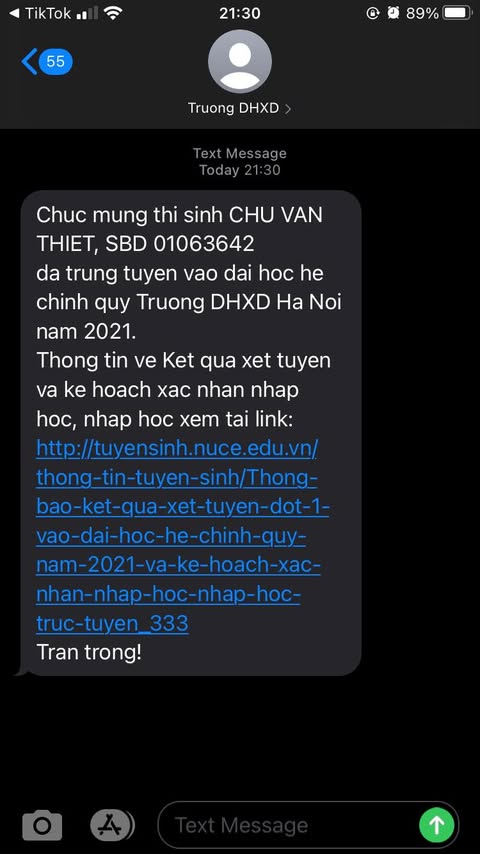 TikTok
21:30
89%
55
Truong DHXD
Text Message
Today 21:30
Chuc mung thi sinh CHU VAN
THIET, SBD 01063642
da trung tuyen vao dai hoc he
chinh quy Truong DHXD Ha Noi
nam 2021.
Thong tin ve Ket qua xet tuyen
va ke hoach xac nhan nhap
hoc, nhap hoc xem tai link:
http://tuyensinh.nuce.edu.vn/
thong-tin-tuyen-sinh/Thong-
bao-ket-qua-xet-tuyen-dot-1-
vao-dai-hoc-he-chinh-quy-
nam-2021-va-ke-hoach-xac-
nhan-nhap-hoc-nhap-hoc-
truc-tuyen_333
Tran trong!
Text Message